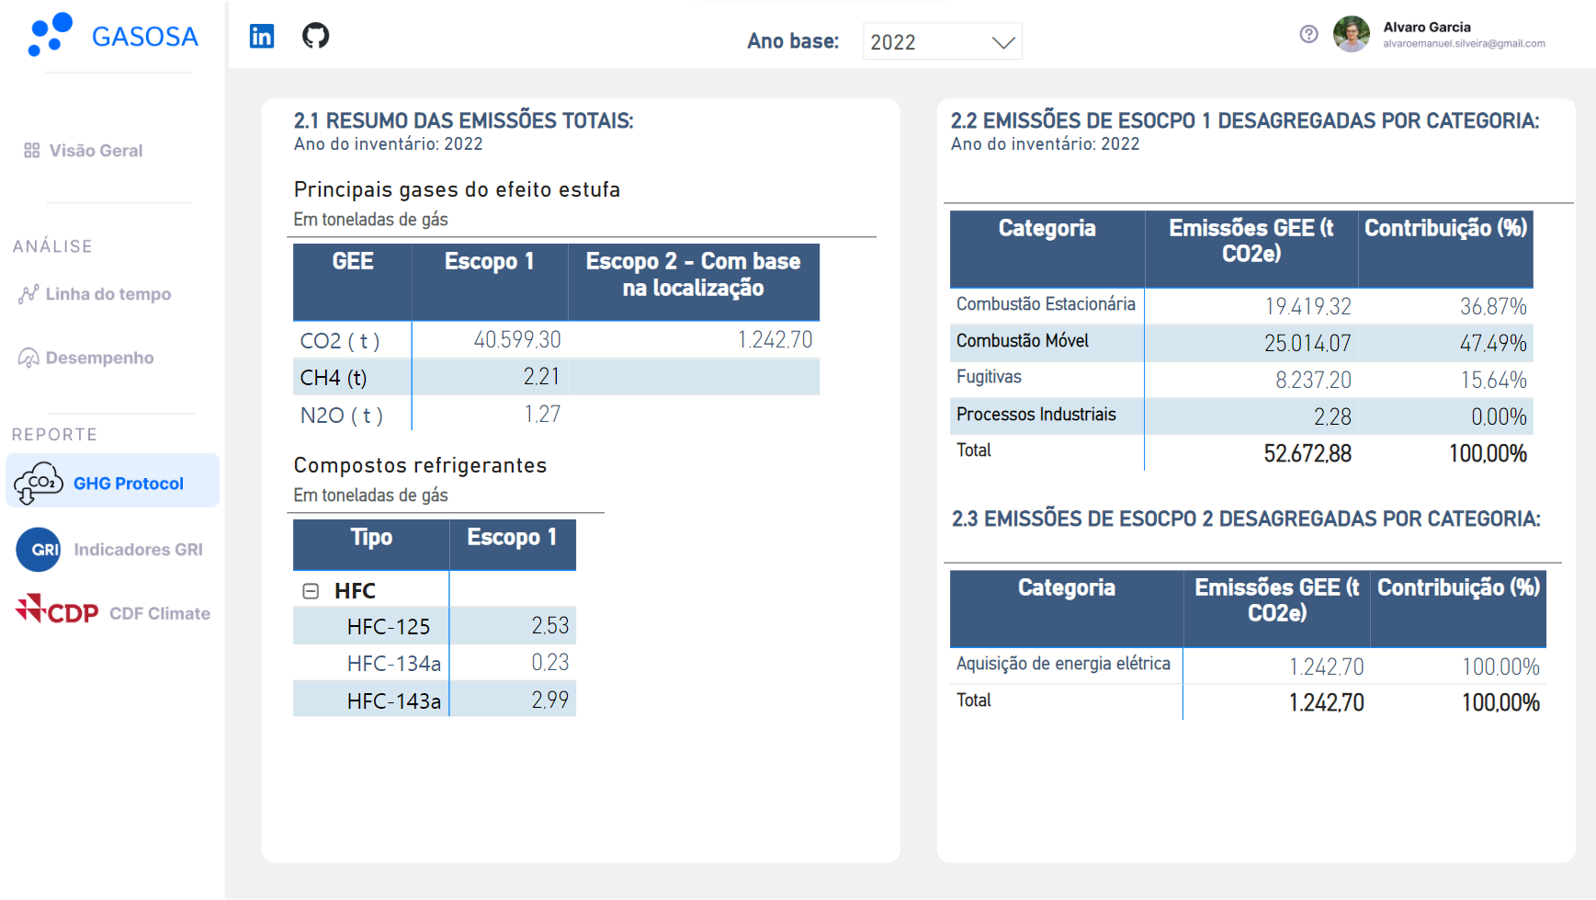 GASOSA
Ano base: 2022
Alvaro Garcia
alvaroemanuel.silveira@gmail.com
Visão Geral
ANÁLISE
Linha do tempo
Desempenho
REPORTE
CO₂ GHG Protocol
GRI Indicadores GRI
CDP CDF Climate
2.1 RESUMO DAS EMISSÕES TOTAIS:
Ano do inventário: 2022
Principais gases do efeito estufa
Em toneladas de gás
GEE Escopo 1 Escopo 2 - Com base
na localização
CO2 ( t ) 40.599,30 1.242,70
CH4 (t) 2,21
N2O ( t ) 1,27
Compostos refrigerantes
Em toneladas de gás
Tipo Escopo 1
HFC
HFC-125 2,53
HFC-134a 0,23
HFC-143a 2,99
2.2 EMISSÕES DE ESOCPO 1 DESAGREGADAS POR CATEGORIA:
Ano do inventário: 2022
Categoria Emissões GEE (t Contribuição (%)
CO2e)
Combustão Estacionária 19.419,32 36,87%
Combustão Móvel 25.014,07 47,49%
Fugitivas 8.237,20 15,64%
Processos Industriais 2,28 0,00%
Total 52.672,88 100,00%
2.3 EMISSÕES DE ESOCPO 2 DESAGREGADAS POR CATEGORIA:
Categoria Emissões GEE (t Contribuição (%)
CO2e)
Aquisição de energia elétrica 1.242,70 100,00%
Total 1.242,70 100,00%